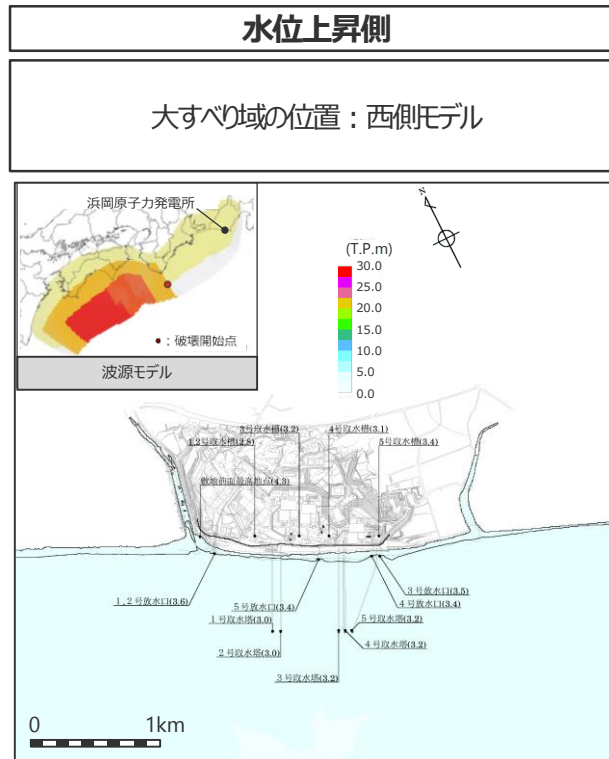 水位上昇側
大すべり域の位置：西側モデル
浜岡原子力発電所
●：破壊開始点
波源モデル
N
(T.P.m)
30.0
25.0
20.0
15.0
10.0
5.0
0.0
3号取水槽(3.2)
4号取水槽(3.1)
1,2号取水槽(2.8)
5号取水槽(3.4)
敷地前面最高地点(4.3)
1,2号放水口(3.6)
5号放水口(3.4)
3号放水口(3.5)
4号放水口(3.4)
1号取水塔(3.0)
5号取水塔(3.2)
2号取水塔(3.0)
4号取水塔(3.2)
3号取水塔(3.2)
0 1km